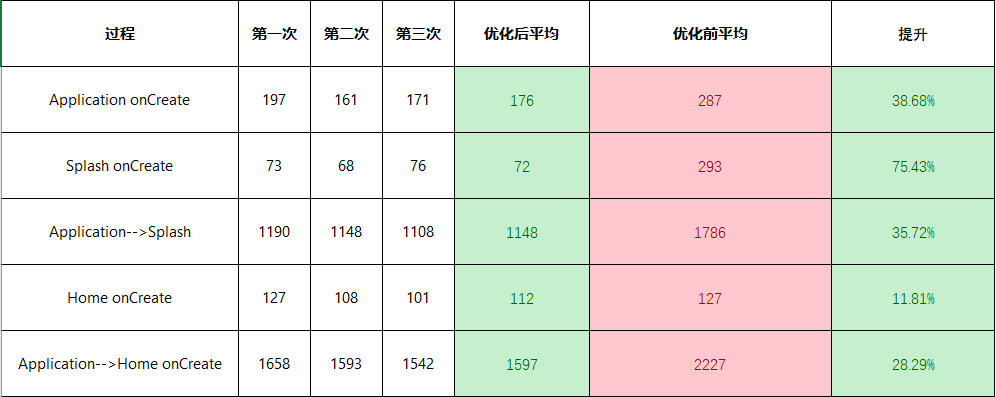 过程 第一次 第二次 第三次 优化后平均 优化前平均 提升
Application onCreate 197 161 171 176 287 38.68%
Splash onCreate 73 68 76 72 293 75.43%
Application-->Splash 1190 1148 1108 1148 1786 35.72%
Home onCreate 127 108 101 112 127 11.81%
Application-->Home onCreate 1658 1593 1542 1597 2227 28.29%